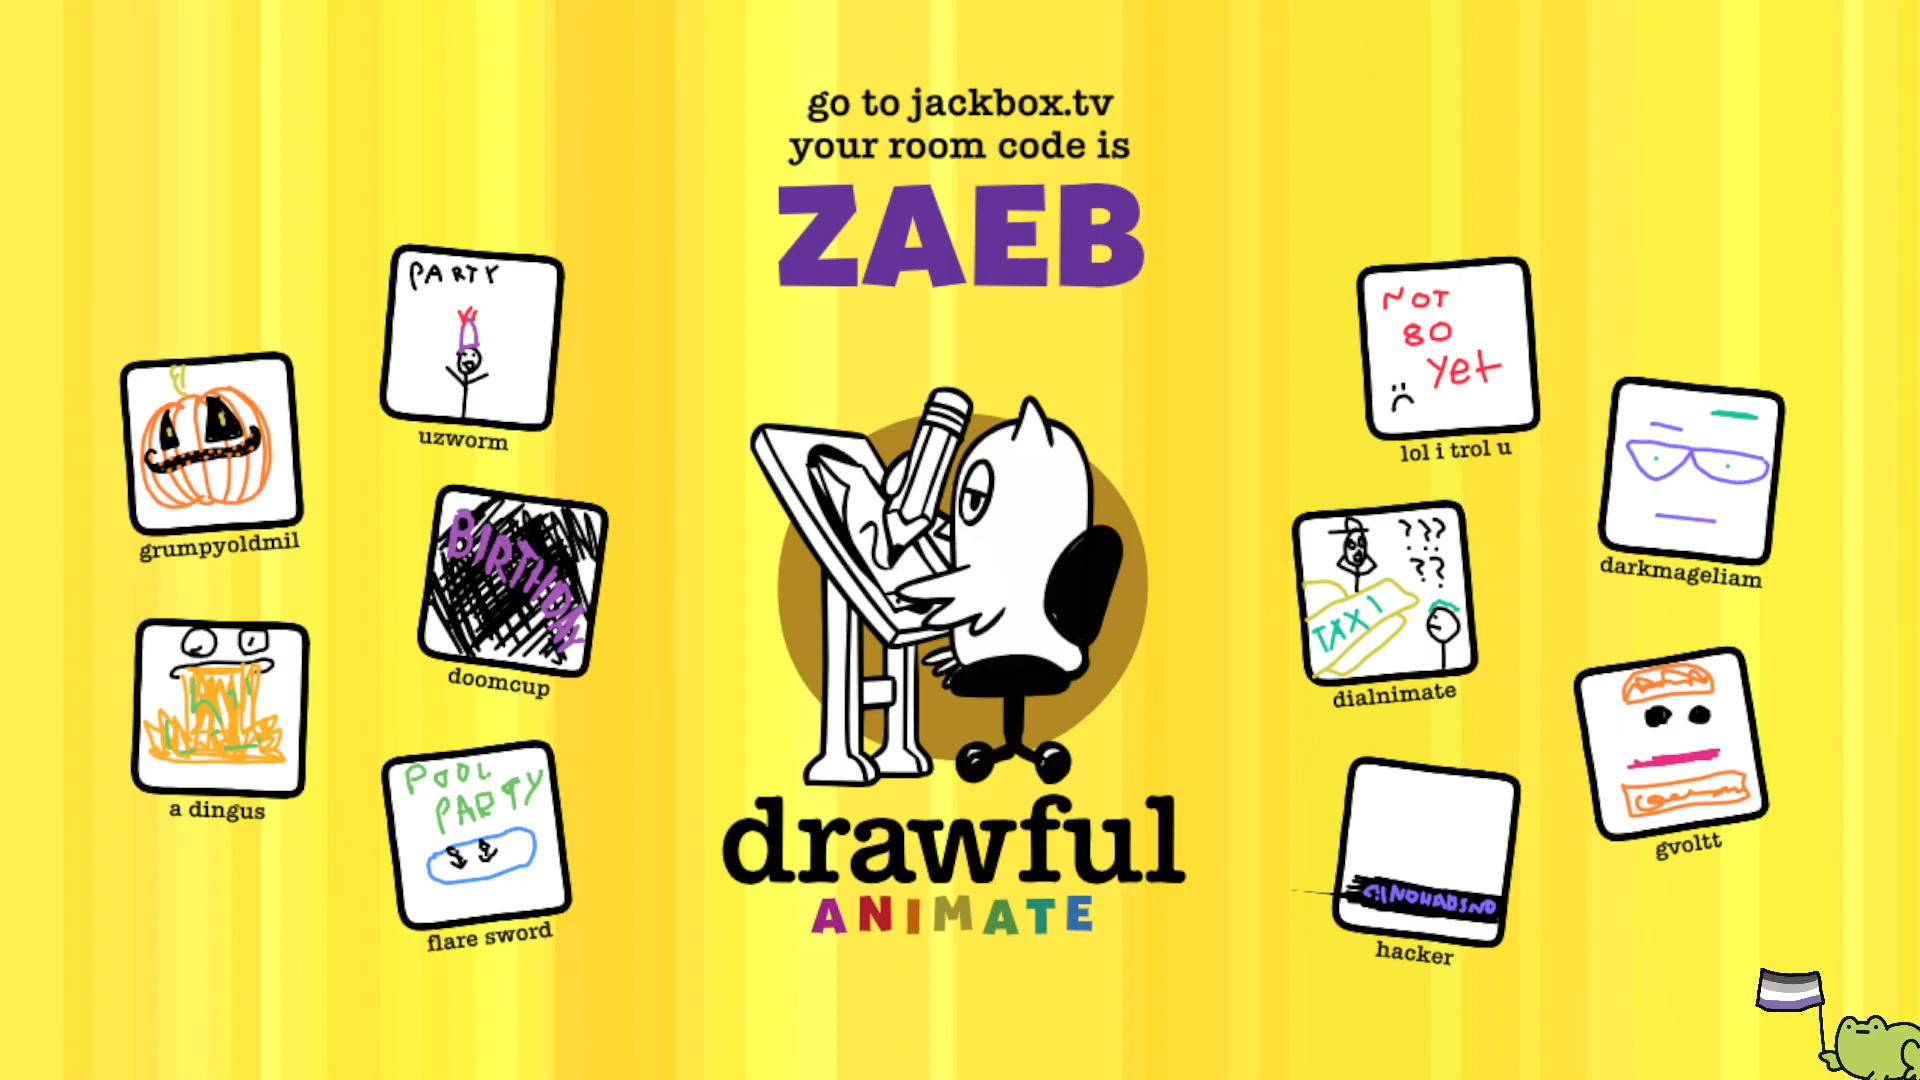 go to jackbox.tv
your room code is
ZAEB
PARTY
uzworm
grumpyoldmil
BIRTHDAY
doomcup
a dingus
POOL
PARTY
flare sword
drawful
ANIMATE
NOT
80
Yet
:(
lol i trol u
darkmageliam
??? 
??
TAXI
dialnimate
gvoltt
hacker